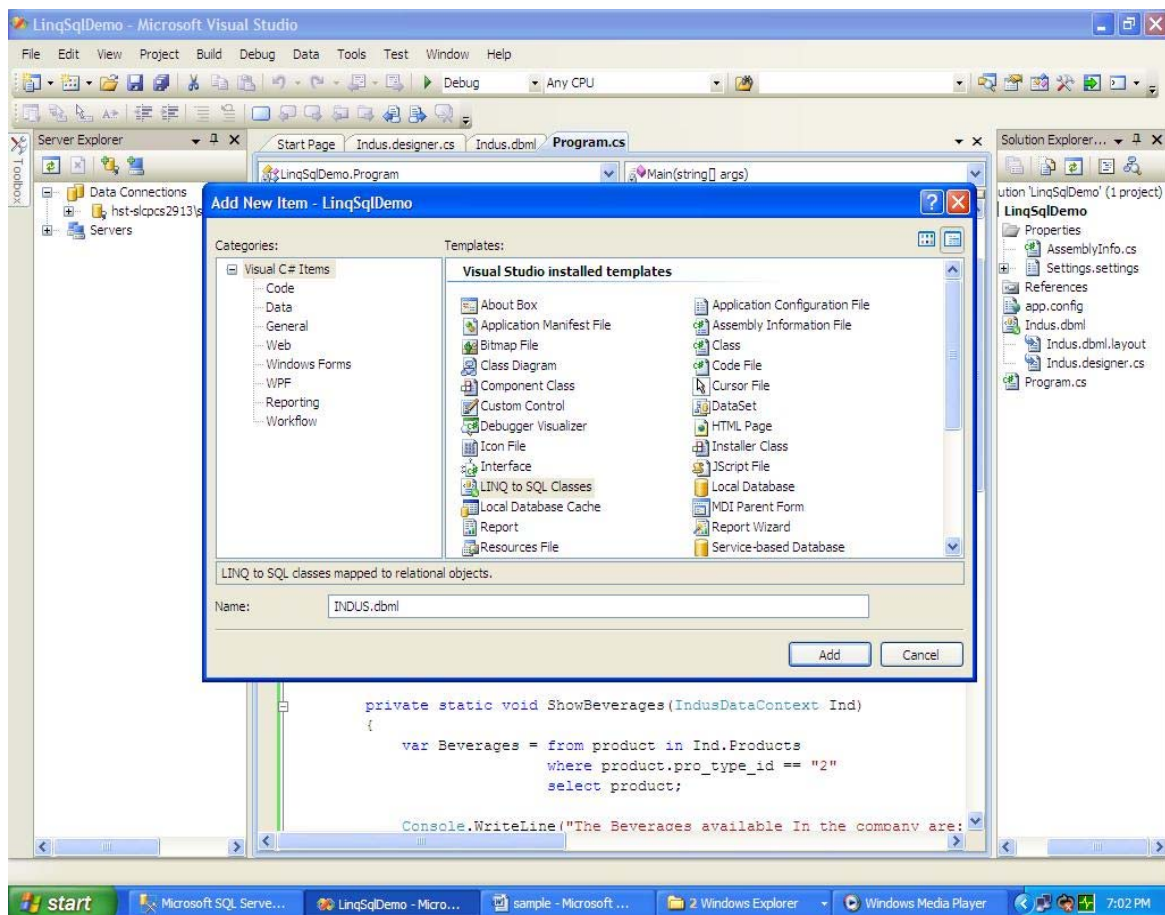 LinqSqlDemo - Microsoft Visual Studio
File Edit View Project Build Debug Data Tools Test Window Help
Debug Any CPU
Server Explorer
Toolbox
Data Connections
hst-slcpcs2913\s
Servers
Start Page Indus.designer.cs Indus.dbml Program.cs
LinqSqlDemo.Program Main(string[] args)
Add New Item - LinqSqlDemo
Categories:
Visual C# Items
Code
Data
General
Web
Windows Forms
WPF
Reporting
Workflow
Templates:
Visual Studio installed templates
About Box Application Configuration File
Application Manifest File Assembly Information File
Bitmap File Class
Class Diagram Code File
Component Class Cursor File
Custom Control DataSet
Debugger Visualizer HTML Page
Icon File Installer Class
Interface JScript File
LINQ to SQL Classes Local Database
Local Database Cache MDI Parent Form
Report Report Wizard
Resources File Service-based Database
LINQ to SQL classes mapped to relational objects.
Name: INDUS.dbml
Add Cancel
private static void ShowBeverages(IndusDataContext Ind)
{
var Beverages = from product in Ind.Products
where product.pro_type_id == "2"
select product;
Console.WriteLine("The Beverages available In the company are:
Solution Explorer...
ution 'LinqSqlDemo' (1 project)
LinqSqlDemo
Properties
AssemblyInfo.cs
Settings.settings
References
app.config
Indus.dbml
Indus.dbml.layout
Indus.designer.cs
Program.cs
start Microsoft SQL Serve... LinqSqlDemo - Micro... sample - Microsoft ... 2 Windows Explorer Windows Media Player 7:02 PM